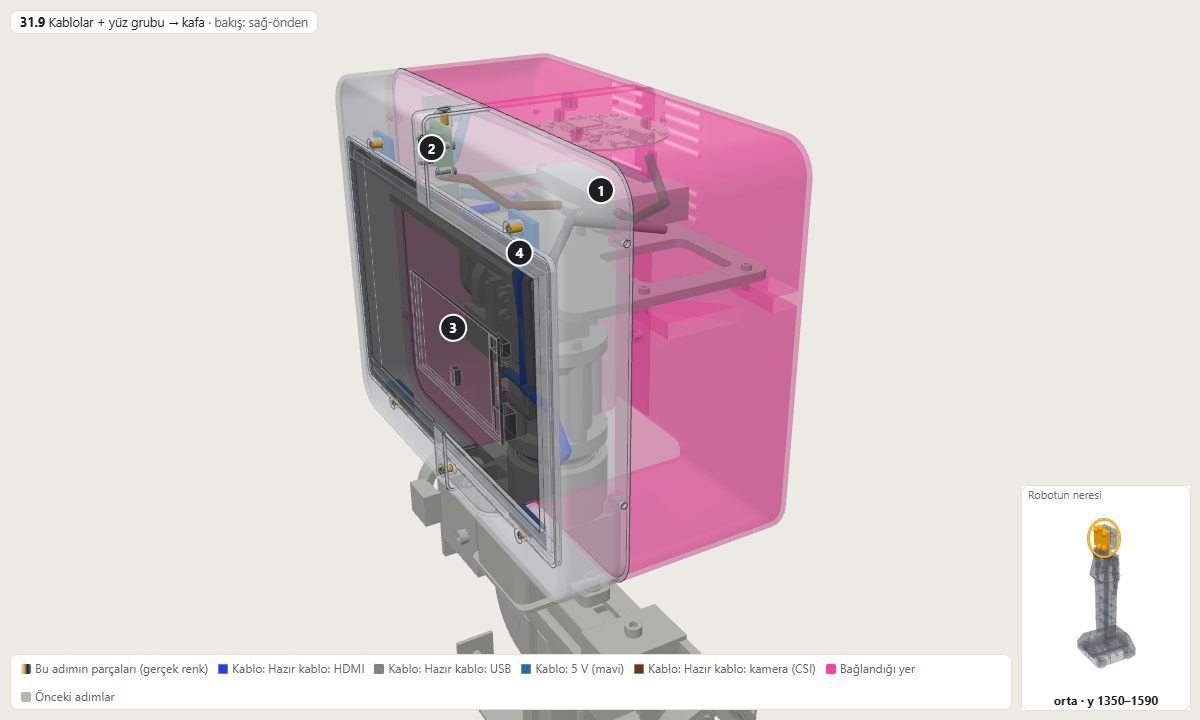 31.9 Kablolar + yüz grubu → kafa · bakış: sağ-önden
2
1
4
3
Robotun neresi
orta · y 1350–1590
Bu adımın parçaları (gerçek renk) Kablo: Hazır kablo: HDMI Kablo: Hazır kablo: USB Kablo: 5 V (mavi) Kablo: Hazır kablo: kamera (CSI) Bağlandığı yer
Önceki adımlar